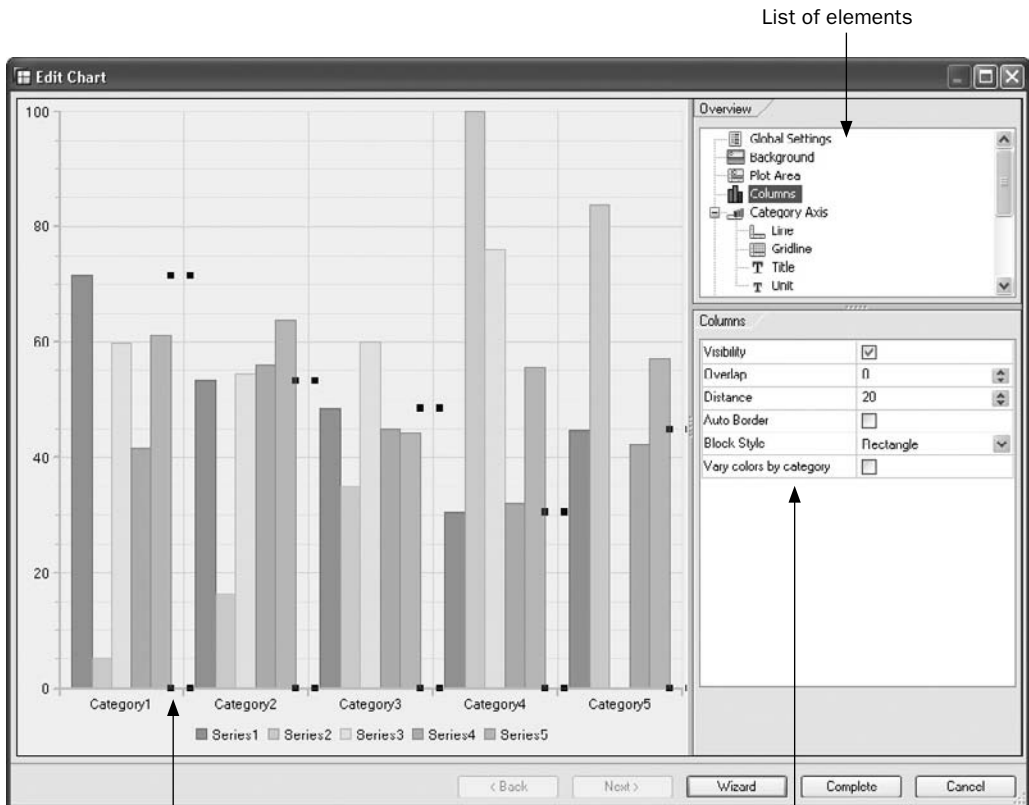 List of elements
Edit Chart
100
80
60
40
20
0
Category1 Category2 Category3 Category4 Category5
Series1 Series2 Series3 Series4 Series5
Overview
Global Settings
Background
Plot Area
Columns
Category Axis
Line
Gridline
T Title
T Unit
Columns
Visibility
Overlap 0
Distance 20
Auto Border
Block Style Rectangle
Vary colors by category
< Back Next > Wizard Complete Cancel